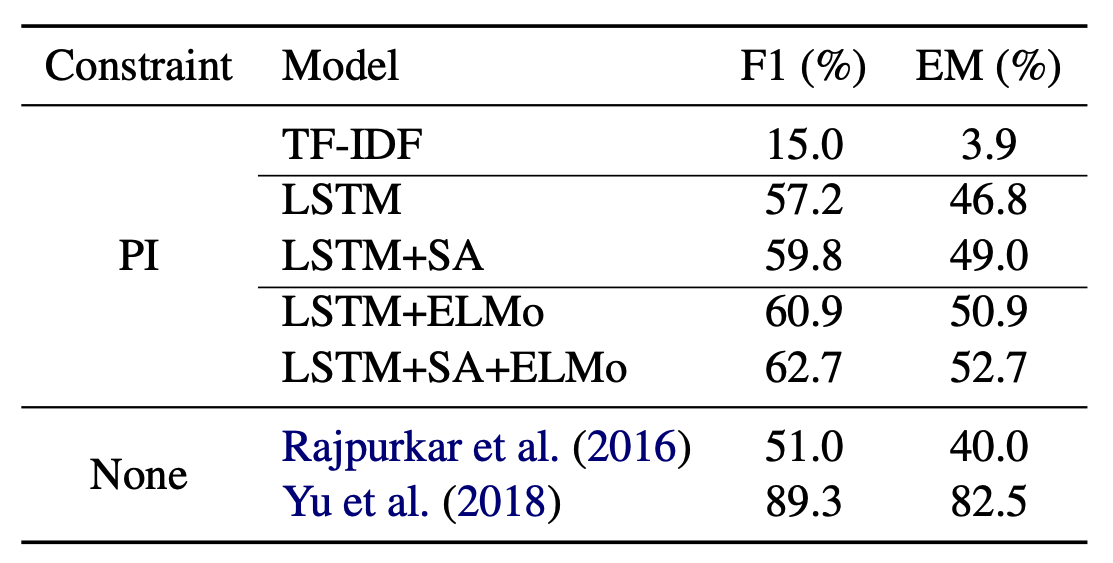 Constraint Model F1 (%) EM (%)
TF-IDF 15.0 3.9
LSTM 57.2 46.8
PI LSTM+SA 59.8 49.0
LSTM+ELMo 60.9 50.9
LSTM+SA+ELMo 62.7 52.7
None Rajpurkar et al. (2016) 51.0 40.0
Yu et al. (2018) 89.3 82.5